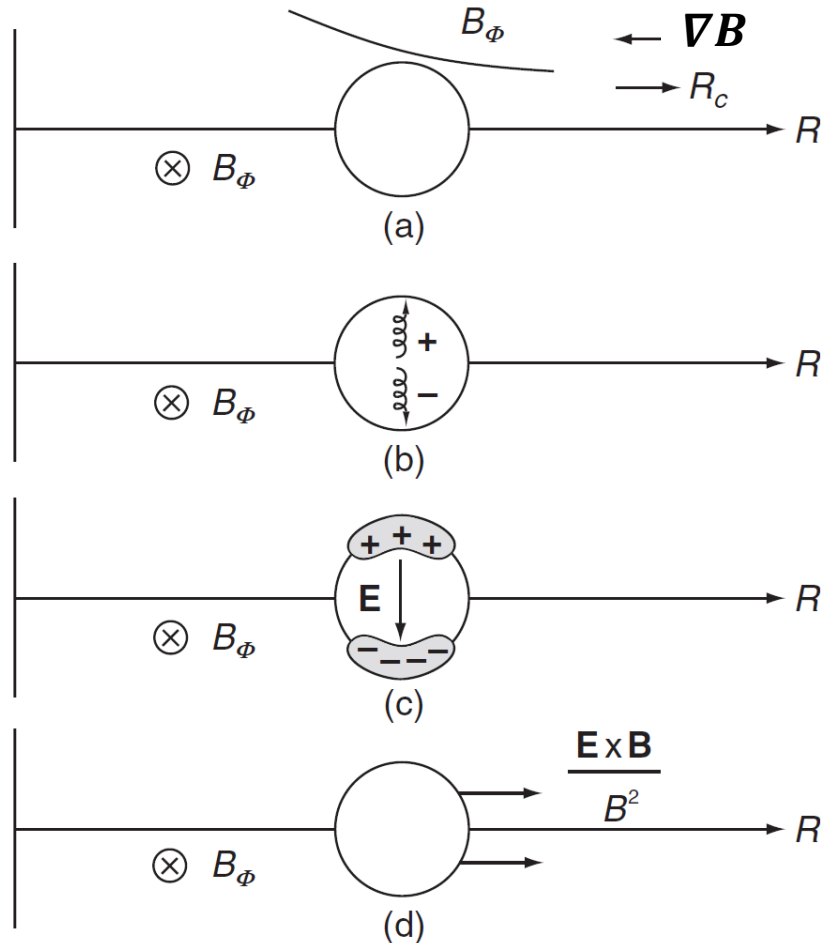 B_Φ
∇B
R_c
R
⊗ B_Φ
(a)
+
R
−
⊗ B_Φ
(b)
+ + +
E
R
⊗ B_Φ
− − − −
(c)
E x B
B²
R
⊗ B_Φ
(d)